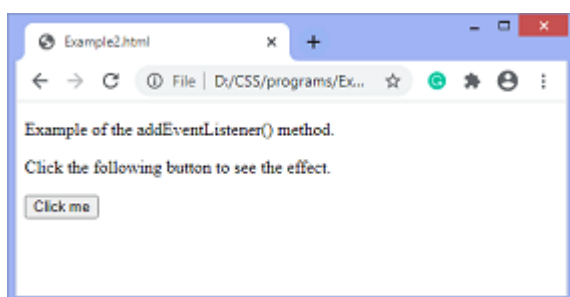 Example2.html
File | D:/CSS/programs/Ex...
Example of the addEventListener() method.
Click the following button to see the effect.
Click me